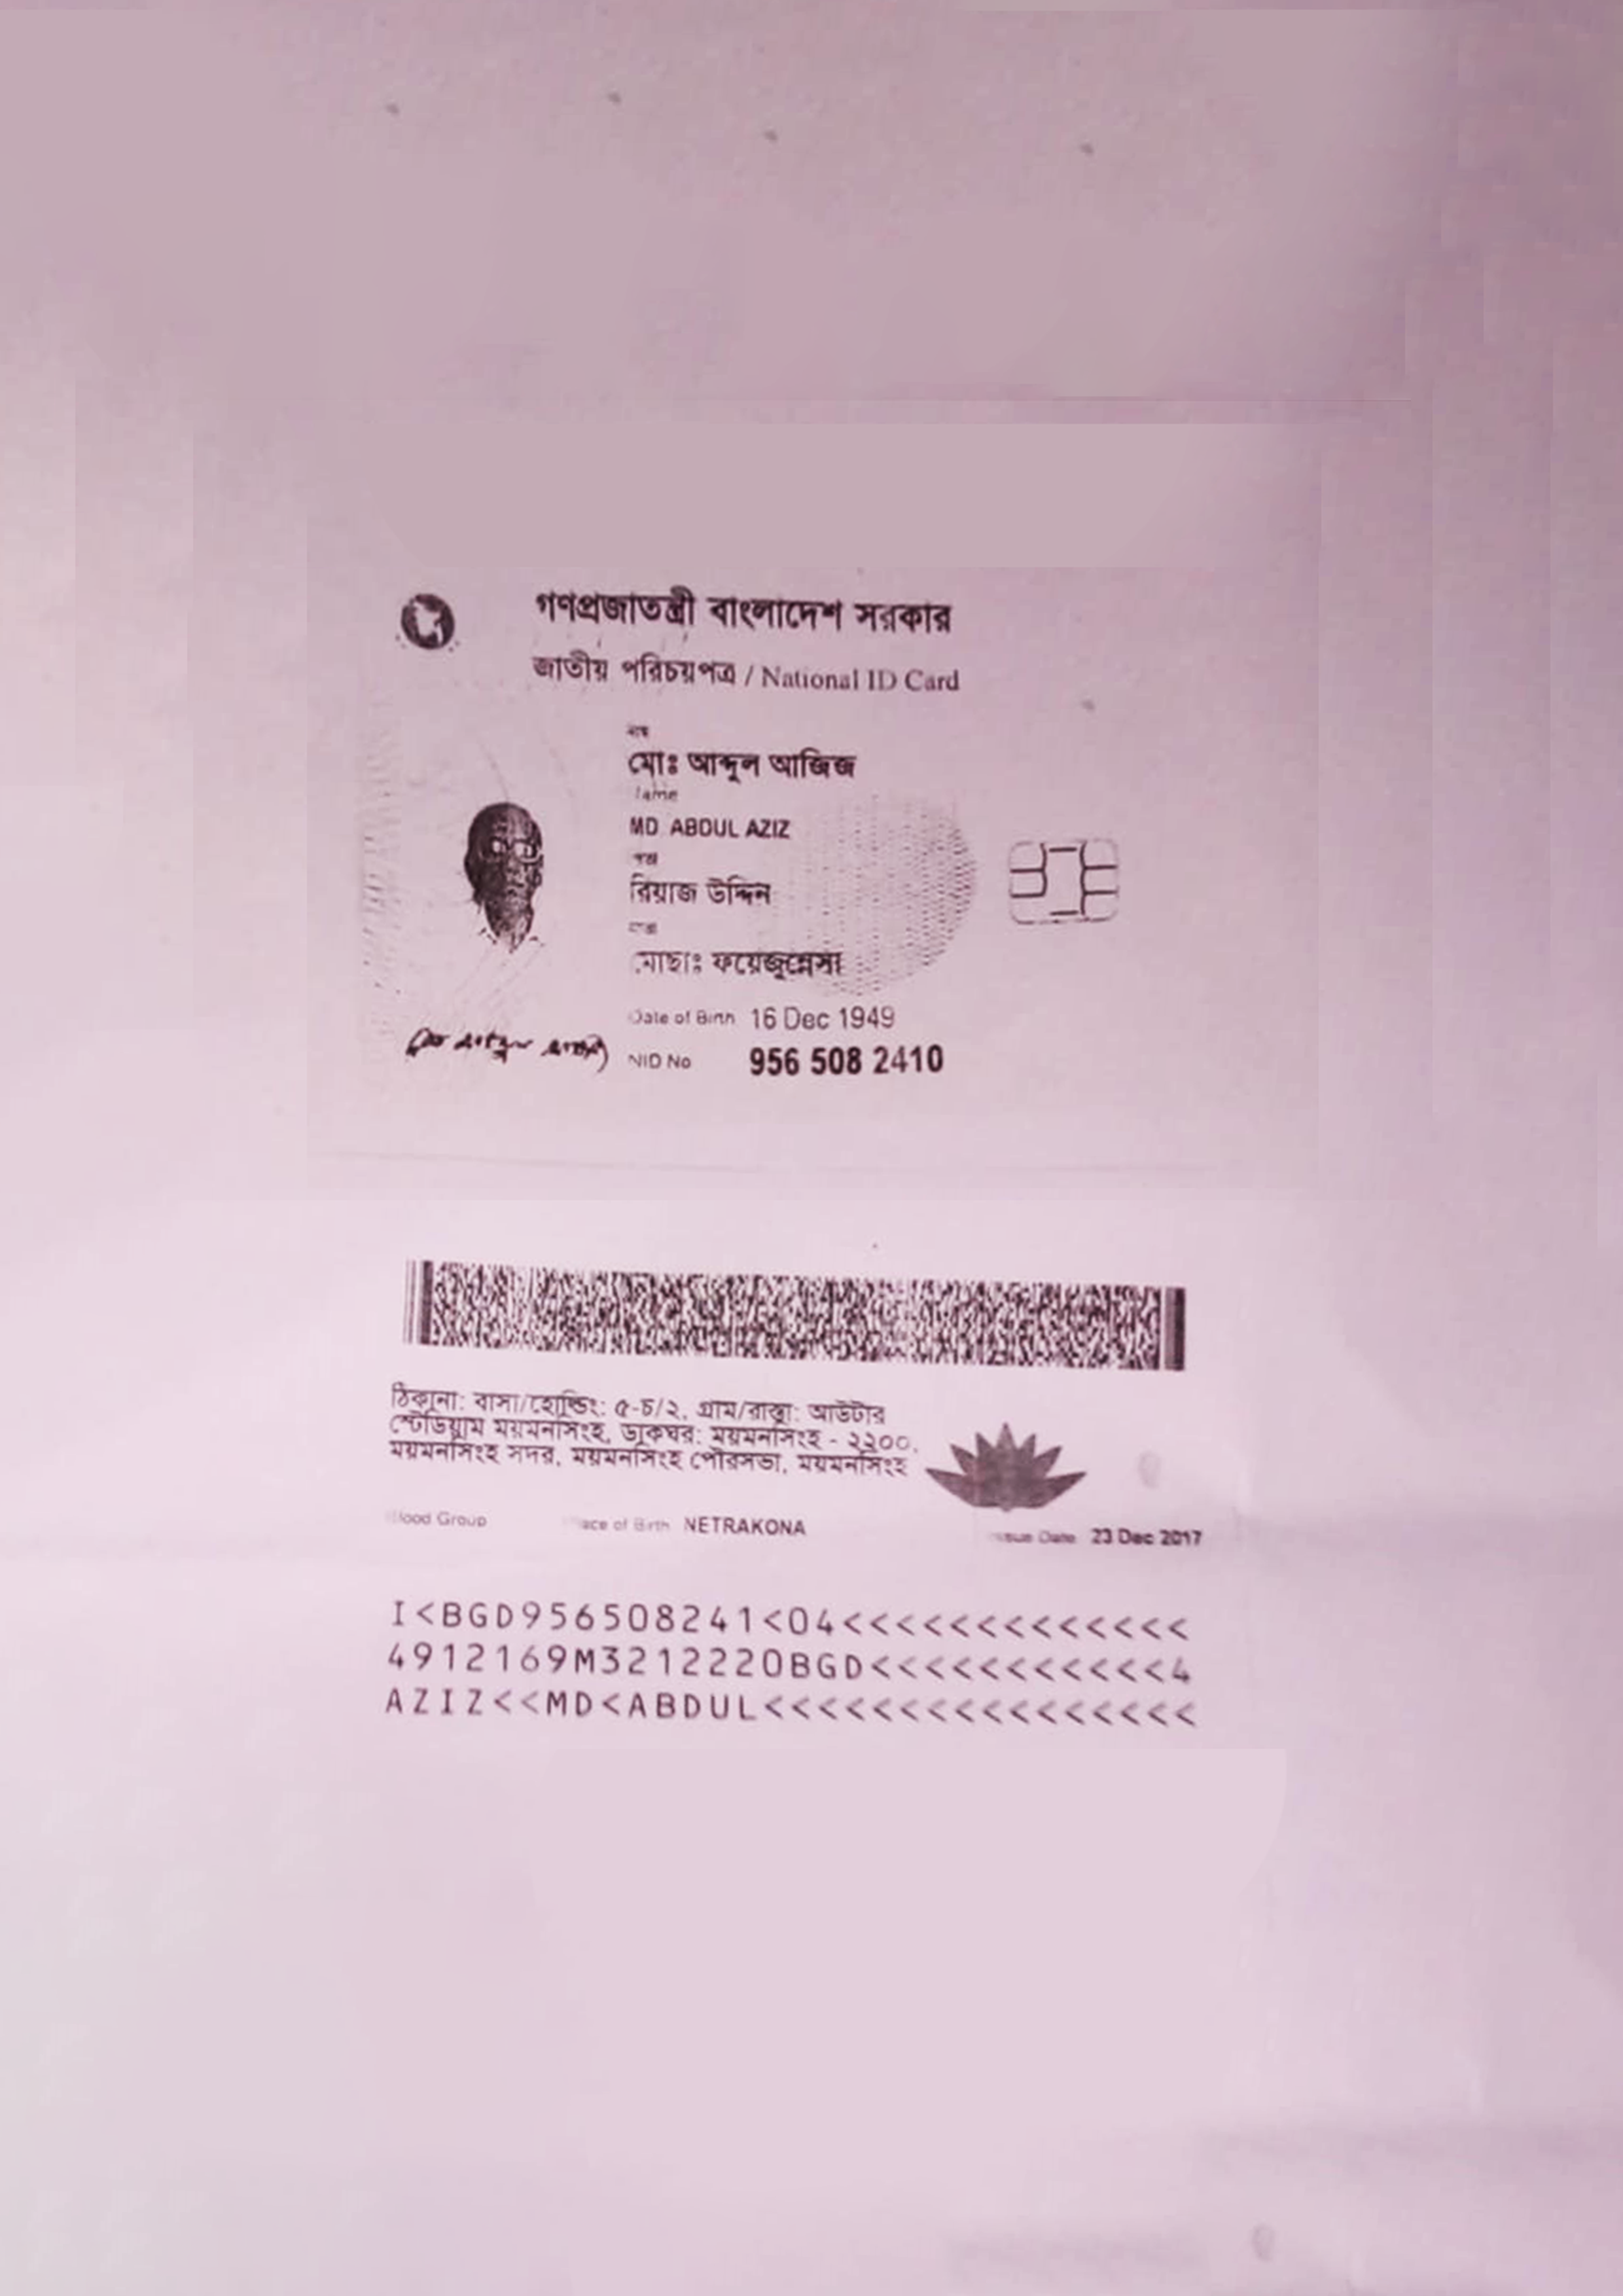 গণপ্রজাতন্ত্রী বাংলাদেশ সরকার
জাতীয় পরিচয়পত্র / National ID Card
নাম
মোঃ আব্দুল আজিজ
Name
MD ABDUL AZIZ
পিতা
রিয়াজ উদ্দিন
মাতা
মোছাঃ ফয়েজুন্নেসা
Date of Birth 16 Dec 1949
NID No 956 508 2410
ঠিকানা: বাসা/হোল্ডিং: ৫-চ/২, গ্রাম/রাস্তা: আউটার
স্টেডিয়াম ময়মনসিংহ, ডাকঘর: ময়মনসিংহ - ২২০০,
ময়মনসিংহ সদর, ময়মনসিংহ পৌরসভা, ময়মনসিংহ
Blood Group Place of Birth NETRAKONA Issue Date 23 Dec 2017
I<BGD956508241<04<<<<<<<<<<<<<
4912169M3212220BGD<<<<<<<<<<<4
AZIZ<<MD<ABDUL<<<<<<<<<<<<<<<<